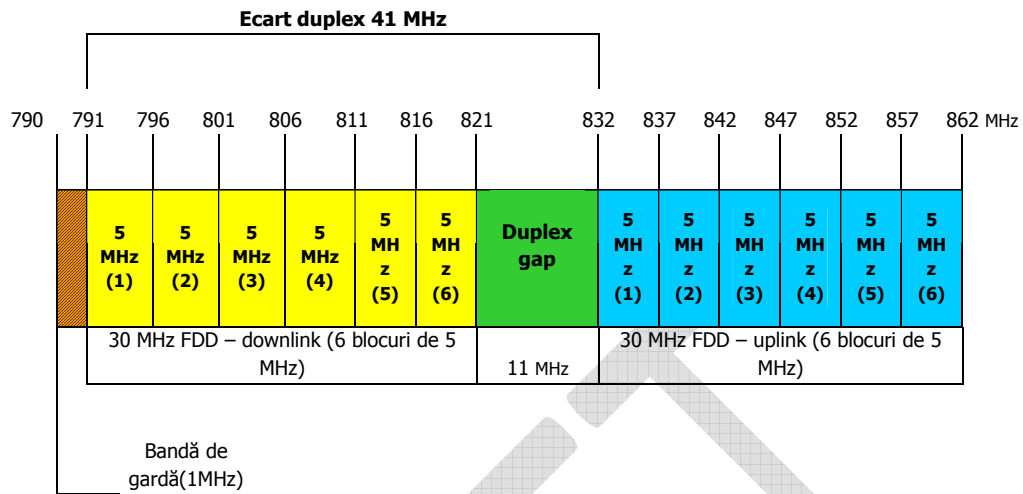 Ecart duplex 41 MHz
790 791 796 801 806 811 816 821 832 837 842 847 852 857 862 MHz
5
MHz
(1)
5
MHz
(2)
5
MHz
(3)
5
MHz
(4)
5
MH
z
(5)
5
MH
z
(6)
Duplex
gap
5
MH
z
(1)
5
MH
z
(2)
5
MH
z
(3)
5
MH
z
(4)
5
MH
z
(5)
5
MH
z
(6)
30 MHz FDD – downlink (6 blocuri de 5
MHz)
11 MHz
30 MHz FDD – uplink (6 blocuri de 5
MHz)
Bandă de
gardă(1MHz)